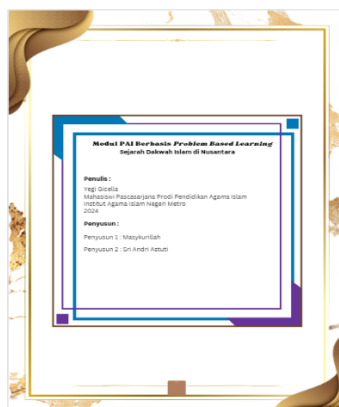 Modul PAI Berbasis Problem Based Learning
Sejarah Dakwah Islam di Nusantara
Penulis :
Yegi Gicella
Mahasiswi Pascasarjana Prodi Pendidikan Agama Islam
Institut Agama Islam Negeri Metro
2024
Penyusun :
Penyusun 1 : Masykurillah
Penyusun 2 : Sri Andri Astuti